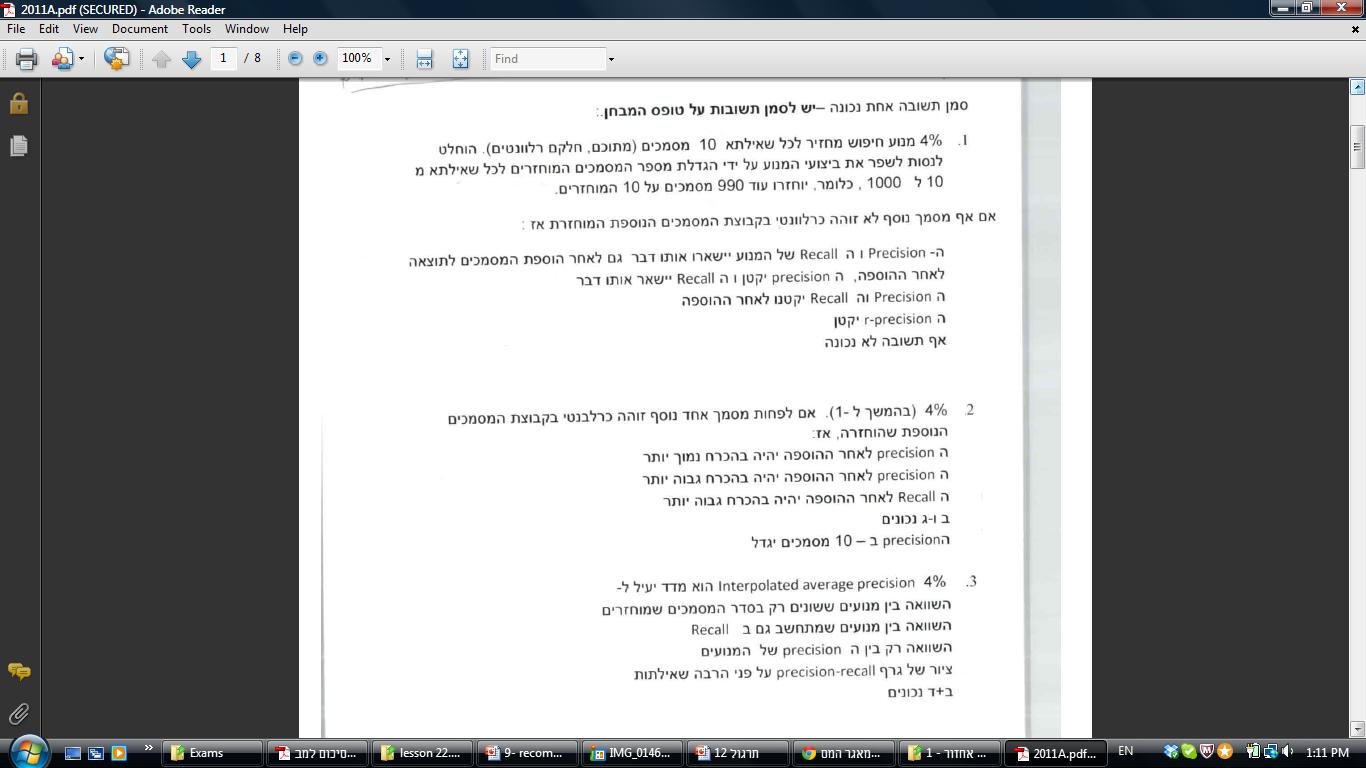 2011A.pdf (SECURED) - Adobe Reader
File Edit View Document Tools Window Help
1 / 8 100% Find
סמן תשובה אחת נכונה –יש לסמן תשובות על טופס המבחן.:
1. 4% מנוע חיפוש מחזיר לכל שאילתא 10 מסמכים (מתוכם, חלקם רלוונטים). הוחלט
לנסות לשפר את ביצועי המנוע על ידי הגדלת מספר המסמכים המוחזרים לכל שאילתא מ
10 ל 1000 , כלומר, יוחזרו עוד 990 מסמכים על 10 המוחזרים.
אם אף מסמך נוסף לא זוהה כרלוונטי בקבוצת המסמכים הנוספת המוחזרת אז :
ה- Precision ו ה Recall של המנוע יישארו אותו דבר גם לאחר הוספת המסמכים לתוצאה
לאחר ההוספה, ה precision יקטן ו ה Recall יישאר אותו דבר
ה Precision וה Recall יקטנו לאחר ההוספה
ה r-precision יקטן
אף תשובה לא נכונה
2. 4% (בהמשך ל -1). אם לפחות מסמך אחד נוסף זוהה כרלבנטי בקבוצת המסמכים
הנוספת שהוחזרה, אז:
ה precision לאחר ההוספה יהיה בהכרח נמוך יותר
ה precision לאחר ההוספה יהיה בהכרח גבוה יותר
ה Recall לאחר ההוספה יהיה בהכרח גבוה יותר
ב ו-ג נכונים
הprecision ב – 10 מסמכים יגדל
3. 4% Interpolated average precision הוא מדד יעיל ל-
השוואה בין מנועים ששונים רק בסדר המסמכים שמוחזרים
השוואה בין מנועים שמתחשב גם ב Recall
השוואה רק בין ה precision של המנועים
ציור של גרף precision-recall על פני הרבה שאילתות
ב+ד נכונים
Exams סיכום למב... lesson 22.... 9- recom... IMG_0146... תרגול 12 מאגר המס... אחזור - 1 ... 2011A.pdf... EN 1:11 PM